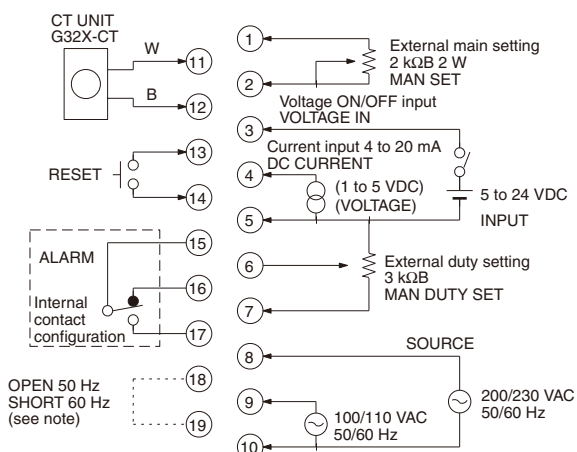 CT UNIT
G32X-CT
W
B
11
12
RESET
13
14
ALARM
Internal
contact
configuration
15
16
17
OPEN 50 Hz
SHORT 60 Hz
(see note)
18
19
1
2
External main setting
2 kΩB 2 W
MAN SET
Voltage ON/OFF input
VOLTAGE IN
3
Current input 4 to 20 mA
DC CURRENT
4
(1 to 5 VDC)
(VOLTAGE)
5
5 to 24 VDC
INPUT
6
External duty setting
3 kΩB
MAN DUTY SET
7
SOURCE
8
200/230 VAC
50/60 Hz
9
100/110 VAC
50/60 Hz
10